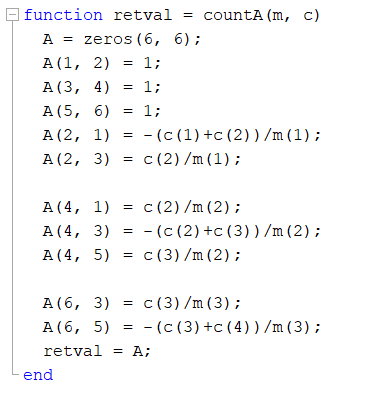 function retval = countA(m, c)
A = zeros(6, 6);
A(1, 2) = 1;
A(3, 4) = 1;
A(5, 6) = 1;
A(2, 1) = -(c(1)+c(2))/m(1);
A(2, 3) = c(2)/m(1);
A(4, 1) = c(2)/m(2);
A(4, 3) = -(c(2)+c(3))/m(2);
A(4, 5) = c(3)/m(2);
A(6, 3) = c(3)/m(3);
A(6, 5) = -(c(3)+c(4))/m(3);
retval = A;
end